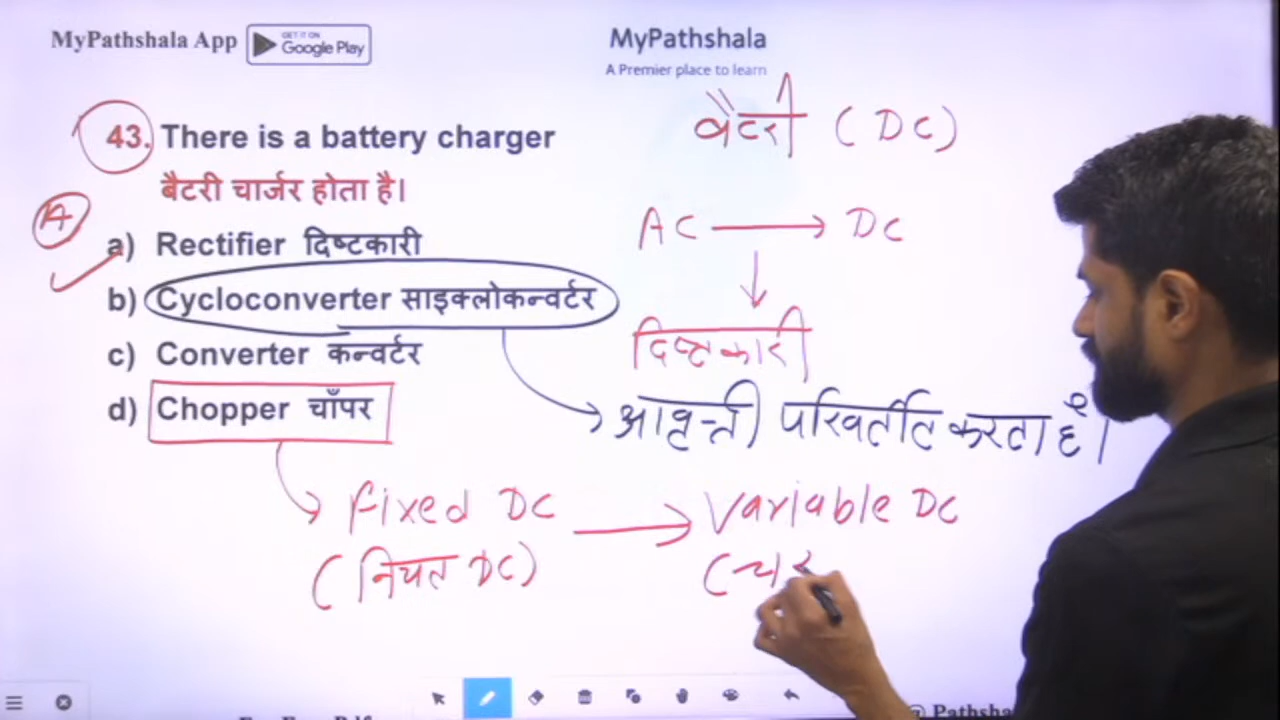 MyPathshala App
GET IT ON
Google Play
MyPathshala
A Premier place to learn
43. There is a battery charger
बैटरी चार्जर होता है।
a) Rectifier दिष्टकारी
b) Cycloconverter साइक्लोकन्वर्टर
c) Converter कन्वर्टर
d) Chopper चाँपर
A
बैटरी (DC)
AC → DC
दिष्टकारी
आवृत्ती परिवर्तित करता है।
Fixed DC → Variable DC
(नियत DC)
(चर
Pathsha